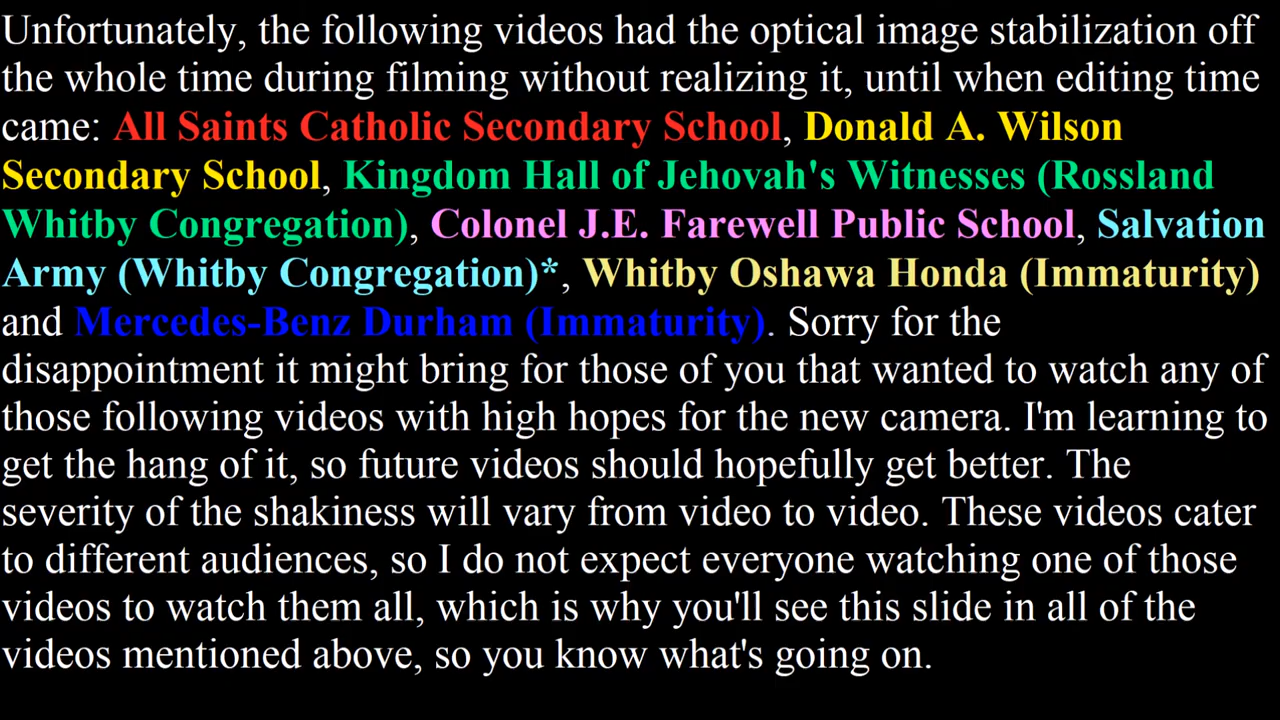 Unfortunately, the following videos had the optical image stabilization off
the whole time during filming without realizing it, until when editing time
came: All Saints Catholic Secondary School, Donald A. Wilson
Secondary School, Kingdom Hall of Jehovah's Witnesses (Rossland
Whitby Congregation), Colonel J.E. Farewell Public School, Salvation
Army (Whitby Congregation)*, Whitby Oshawa Honda (Immaturity)
and Mercedes-Benz Durham (Immaturity). Sorry for the
disappointment it might bring for those of you that wanted to watch any of
those following videos with high hopes for the new camera. I'm learning to
get the hang of it, so future videos should hopefully get better. The
severity of the shakiness will vary from video to video. These videos cater
to different audiences, so I do not expect everyone watching one of those
videos to watch them all, which is why you'll see this slide in all of the
videos mentioned above, so you know what's going on.